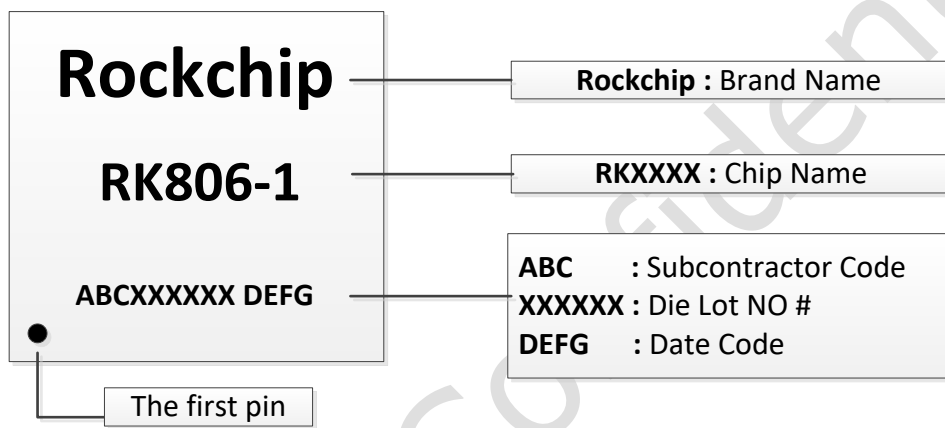 Rockchip
RK806-1
ABCXXXXXX DEFG
The first pin
Rockchip : Brand Name
RKXXXX : Chip Name
ABC : Subcontractor Code
XXXXXX : Die Lot NO #
DEFG : Date Code